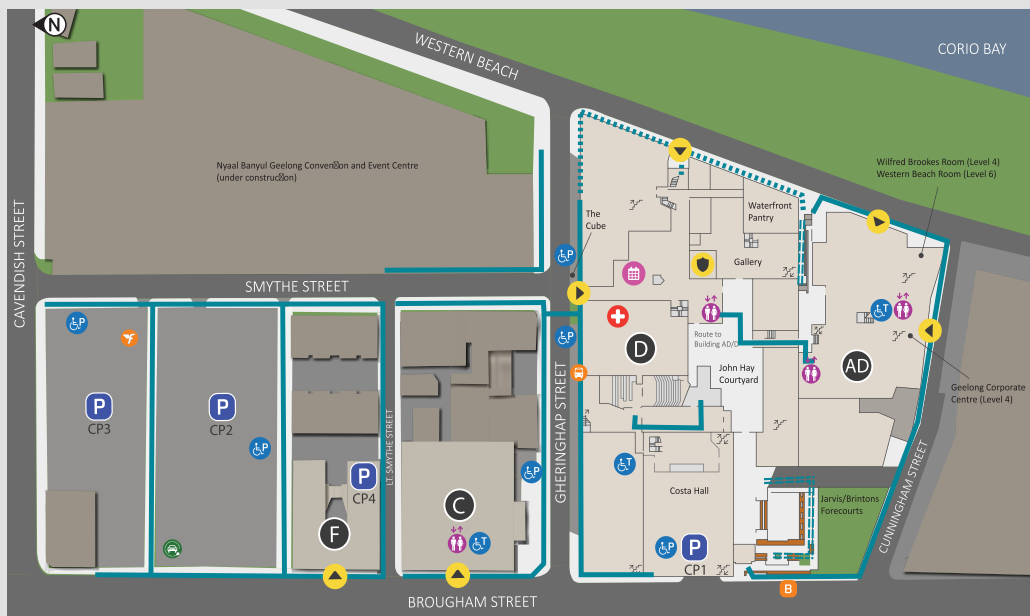 N
WESTERN BEACH
CORIO BAY
Nyaal Banyul Geelong Conven⍰on and Event Centre
(under construc⍰on)
Wilfred Brookes Room (Level 4)
Western Beach Room (Level 6)
Waterfront
Pantry
The
Cube
Gallery
CAVENDISH STREET
SMYTHE STREET
P
P
T
P
D
Route to
Building AD/D
AD
John Hay
Courtyard
Geelong Corporate
Centre (Level 4)
P
CP3
P
CP2
LT. SMYTHE STREET
GHERINGHAP STREET
P
P
CP4
P
T
Costa Hall
Jarvis/Brintons
Forecourts
CUNNINGHAM STREET
C
F
T
P
P
CP1
B
BROUGHAM STREET